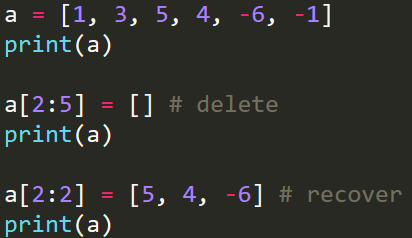 a = [1, 3, 5, 4, -6, -1]
print(a)
a[2:5] = [] # delete
print(a)
a[2:2] = [5, 4, -6] # recover
print(a)